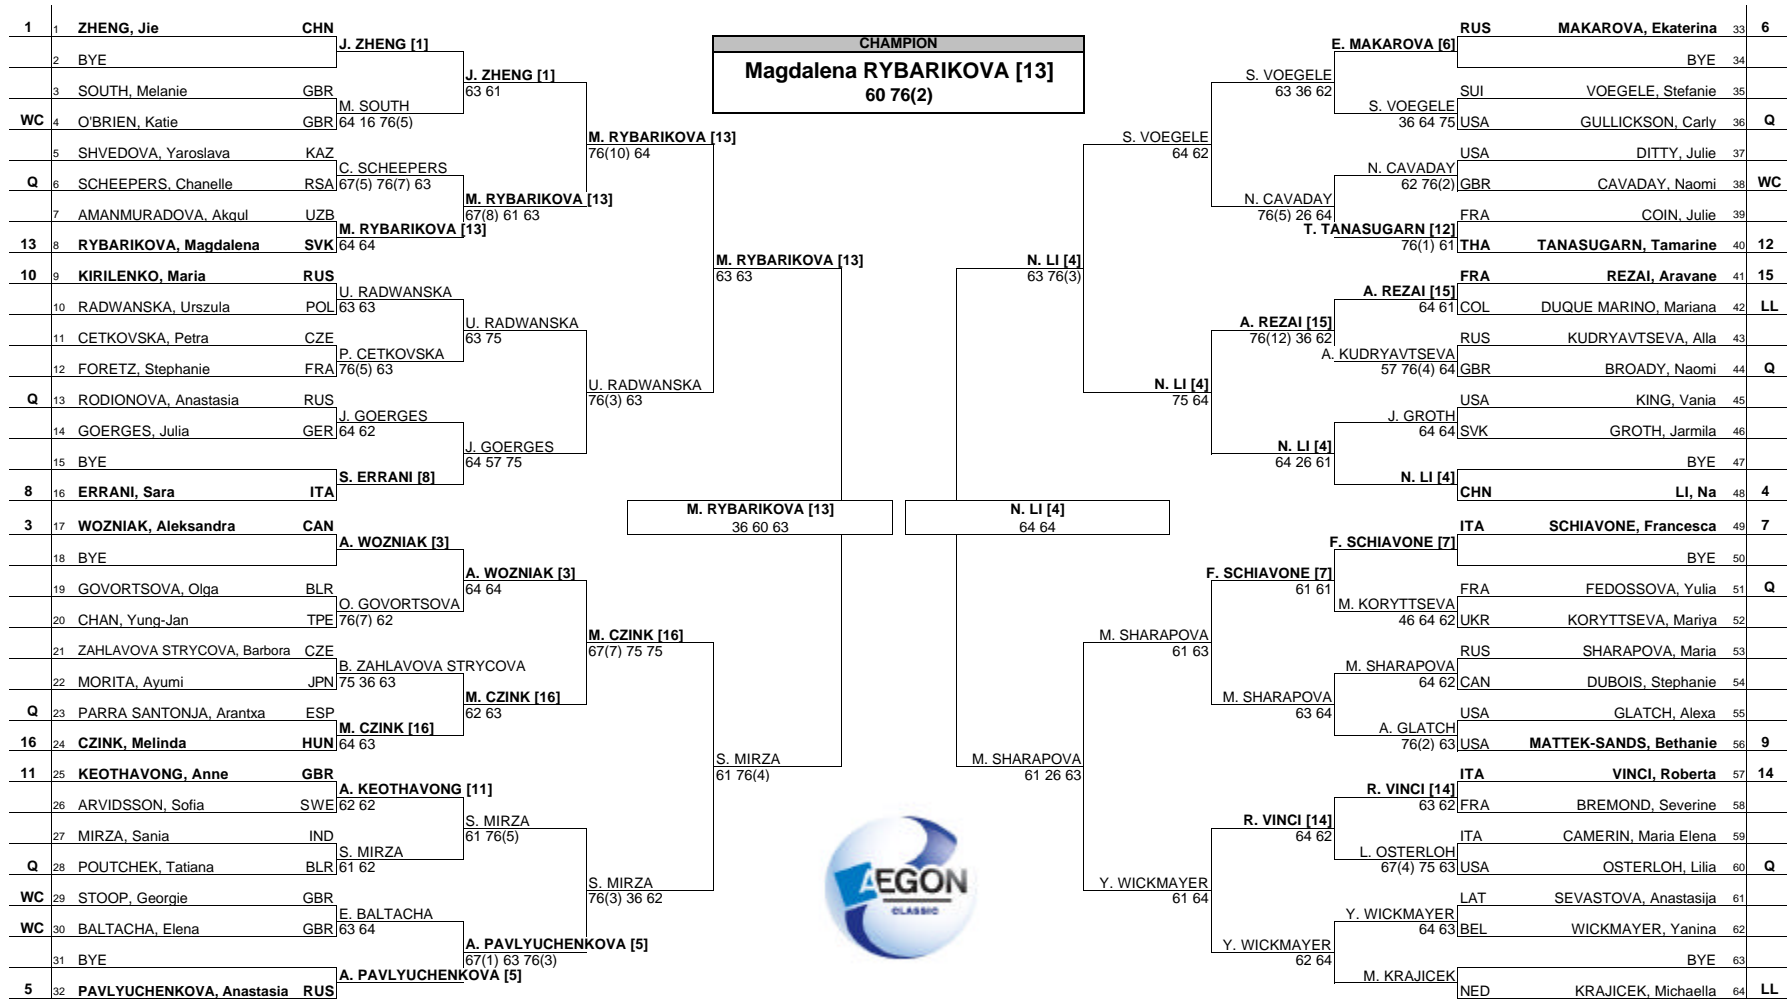 1 1 ZHENG, Jie CHN
2 BYE
3 SOUTH, Melanie GBR
WC 4 O'BRIEN, Katie GBR
5 SHVEDOVA, Yaroslava KAZ
Q 6 SCHEEPERS, Chanelle RSA
7 AMANMURADOVA, Akgul UZB
13 8 RYBARIKOVA, Magdalena SVK
10 9 KIRILENKO, Maria RUS
10 RADWANSKA, Urszula POL
11 CETKOVSKA, Petra CZE
12 FORETZ, Stephanie FRA
Q 13 RODIONOVA, Anastasia RUS
14 GOERGES, Julia GER
15 BYE
8 16 ERRANI, Sara ITA
3 17 WOZNIAK, Aleksandra CAN
18 BYE
19 GOVORTSOVA, Olga BLR
20 CHAN, Yung-Jan TPE
21 ZAHLAVOVA STRYCOVA, Barbora CZE
22 MORITA, Ayumi JPN
Q 23 PARRA SANTONJA, Arantxa ESP
16 24 CZINK, Melinda HUN
11 25 KEOTHAVONG, Anne GBR
26 ARVIDSSON, Sofia SWE
27 MIRZA, Sania IND
Q 28 POUTCHEK, Tatiana BLR
WC 29 STOOP, Georgie GBR
WC 30 BALTACHA, Elena GBR
31 BYE
5 32 PAVLYUCHENKOVA, Anastasia RUS
J. ZHENG [1]
M. SOUTH
64 16 76(5)
C. SCHEEPERS
67(5) 76(7) 63
M. RYBARIKOVA [13]
64 64
U. RADWANSKA
63 63
P. CETKOVSKA
76(5) 63
J. GOERGES
64 62
S. ERRANI [8]
A. WOZNIAK [3]
O. GOVORTSOVA
76(7) 62
B. ZAHLAVOVA STRYCOVA
75 36 63
M. CZINK [16]
64 63
A. KEOTHAVONG [11]
62 62
S. MIRZA
61 62
E. BALTACHA
63 64
A. PAVLYUCHENKOVA [5]
J. ZHENG [1]
63 61
M. RYBARIKOVA [13]
67(8) 61 63
U. RADWANSKA
63 75
J. GOERGES
64 57 75
A. WOZNIAK [3]
64 64
M. CZINK [16]
62 63
S. MIRZA
61 76(5)
A. PAVLYUCHENKOVA [5]
67(1) 63 76(3)
M. RYBARIKOVA [13]
76(10) 64
U. RADWANSKA
76(3) 63
M. CZINK [16]
67(7) 75 75
S. MIRZA
76(3) 36 62
M. RYBARIKOVA [13]
63 63
S. MIRZA
61 76(4)
M. RYBARIKOVA [13]
36 60 63
CHAMPION
Magdalena RYBARIKOVA [13]
60 76(2)
N. LI [4]
64 64
AEGON
CLASSIC
N. LI [4]
63 76(3)
M. SHARAPOVA
61 26 63
S. VOEGELE
64 62
N. LI [4]
75 64
M. SHARAPOVA
61 63
Y. WICKMAYER
61 64
S. VOEGELE
63 36 62
N. CAVADAY
76(5) 26 64
A. REZAI [15]
76(12) 36 62
N. LI [4]
64 26 61
F. SCHIAVONE [7]
61 61
M. SHARAPOVA
63 64
R. VINCI [14]
64 62
Y. WICKMAYER
62 64
E. MAKAROVA [6]
S. VOEGELE
36 64 75
N. CAVADAY
62 76(2)
T. TANASUGARN [12]
76(1) 61
A. REZAI [15]
64 61
A. KUDRYAVTSEVA
57 76(4) 64
J. GROTH
64 64
N. LI [4]
F. SCHIAVONE [7]
M. KORYTTSEVA
46 64 62
M. SHARAPOVA
64 62
A. GLATCH
76(2) 63
R. VINCI [14]
63 62
L. OSTERLOH
67(4) 75 63
Y. WICKMAYER
64 63
M. KRAJICEK
RUS MAKAROVA, Ekaterina 33 6
BYE 34
SUI VOEGELE, Stefanie 35
USA GULLICKSON, Carly 36 Q
USA DITTY, Julie 37
GBR CAVADAY, Naomi 38 WC
FRA COIN, Julie 39
THA TANASUGARN, Tamarine 40 12
FRA REZAI, Aravane 41 15
COL DUQUE MARINO, Mariana 42 LL
RUS KUDRYAVTSEVA, Alla 43
GBR BROADY, Naomi 44 Q
USA KING, Vania 45
SVK GROTH, Jarmila 46
BYE 47
CHN LI, Na 48 4
ITA SCHIAVONE, Francesca 49 7
BYE 50
FRA FEDOSSOVA, Yulia 51 Q
UKR KORYTTSEVA, Mariya 52
RUS SHARAPOVA, Maria 53
CAN DUBOIS, Stephanie 54
USA GLATCH, Alexa 55
USA MATTEK-SANDS, Bethanie 56 9
ITA VINCI, Roberta 57 14
FRA BREMOND, Severine 58
ITA CAMERIN, Maria Elena 59
USA OSTERLOH, Lilia 60 Q
LAT SEVASTOVA, Anastasija 61
BEL WICKMAYER, Yanina 62
BYE 63
NED KRAJICEK, Michaella 64 LL